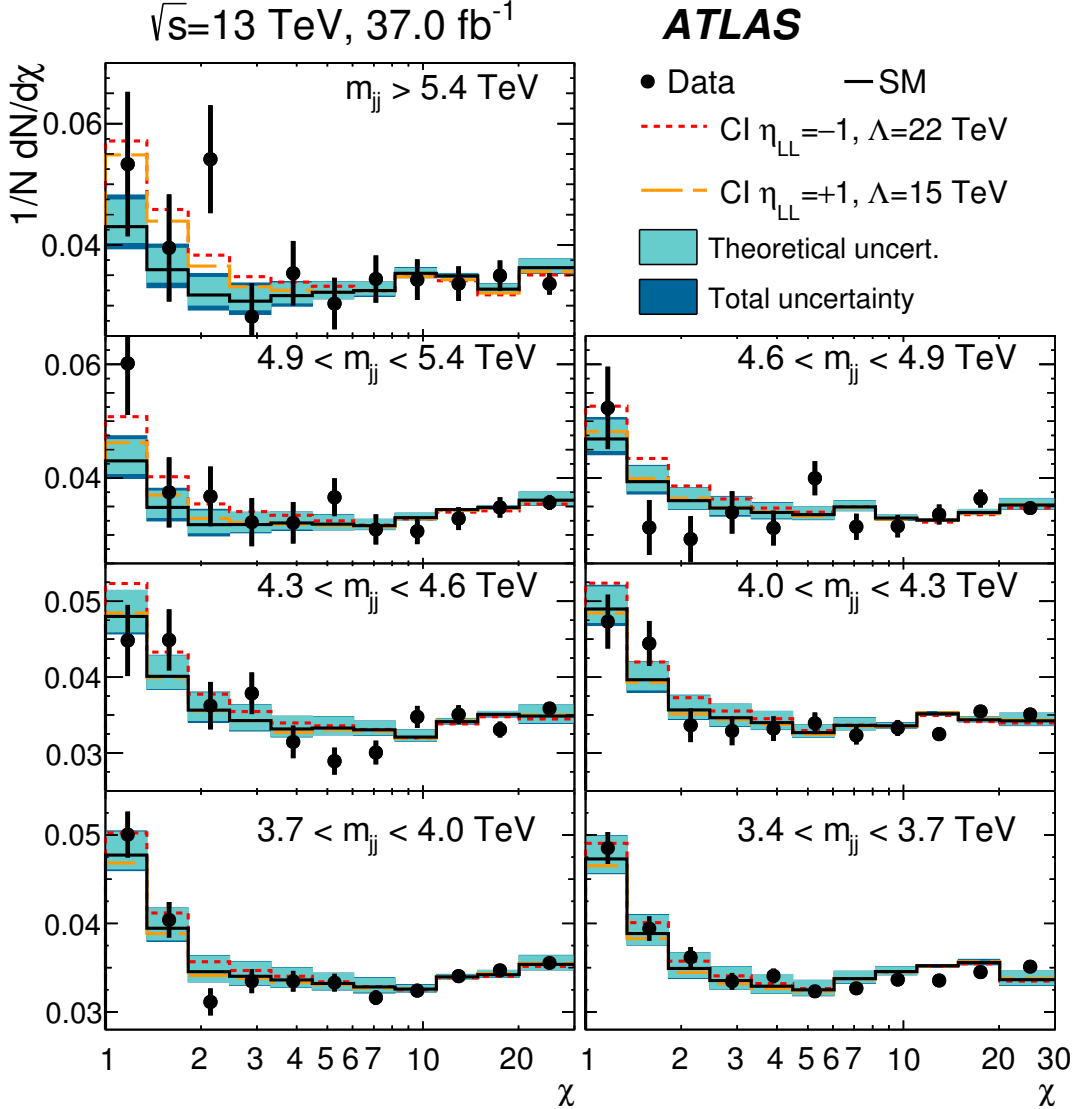 √s=13 TeV, 37.0 fb⁻¹
ATLAS
1/N dN/dχ
m_jj > 5.4 TeV
0.06
0.04
Data
SM
CI η_LL=−1, Λ=22 TeV
CI η_LL=+1, Λ=15 TeV
Theoretical uncert.
Total uncertainty
4.9 < m_jj < 5.4 TeV
0.06
0.04
4.6 < m_jj < 4.9 TeV
4.3 < m_jj < 4.6 TeV
0.05
0.04
0.03
4.0 < m_jj < 4.3 TeV
3.7 < m_jj < 4.0 TeV
0.05
0.04
0.03
3.4 < m_jj < 3.7 TeV
1 2 3 4 5 6 7 10 20
1 2 3 4 5 6 7 10 20 30
χ
χ